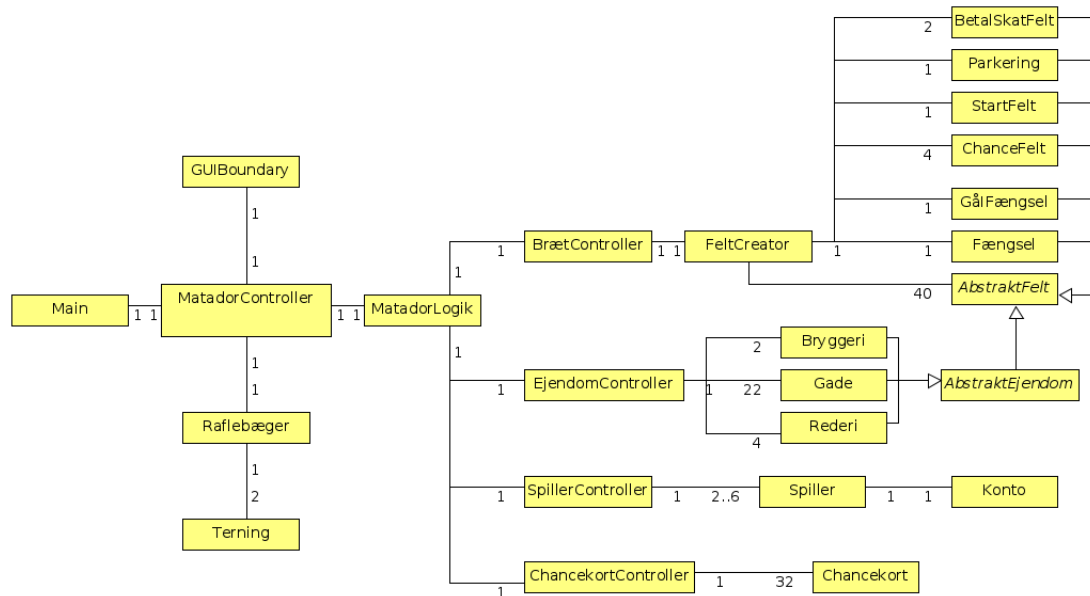 BetalSkatFelt
2
Parkering
1
StartFelt
1
ChanceFelt
4
GUIBoundary
1
1
GåIFængsel
1
BrætController
1
1 1
FeltCreator
1
Fængsel
1
1
AbstraktFelt
40
Main
1 1
MatadorController
1 1
MatadorLogik
1
Bryggeri
2
EjendomController
1
1
Gade
22
AbstraktEjendom
Rederi
4
1
1
Raflebæger
1
2
Terning
SpillerController
1
1
2..6
Spiller
1
1
Konto
ChancekortController
1
1
32
Chancekort